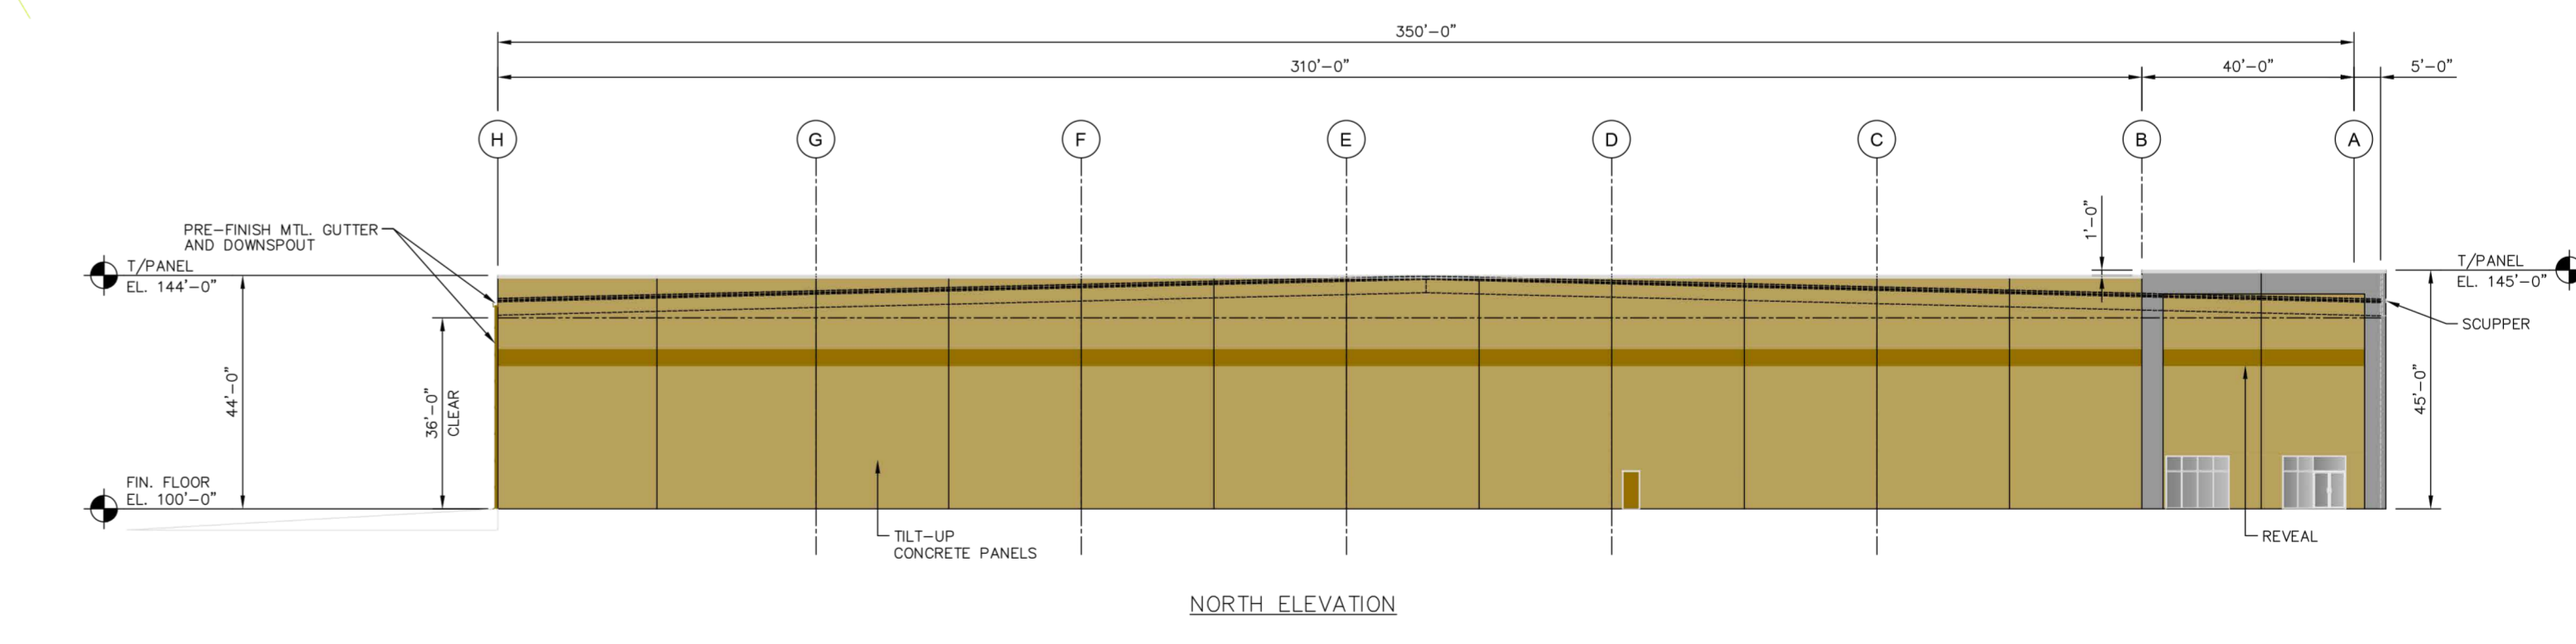 350'-0"
310'-0"
40'-0"
5'-0"
H
G
F
E
D
C
B
A
1'-0"
PRE-FINISH MTL. GUTTER
AND DOWNSPOUT
T/PANEL
EL. 144'-0"
T/PANEL
EL. 145'-0"
SCUPPER
44'-0"
36'-0"
CLEAR
45'-0"
FIN. FLOOR
EL. 100'-0"
TILT-UP
CONCRETE PANELS
REVEAL
NORTH ELEVATION